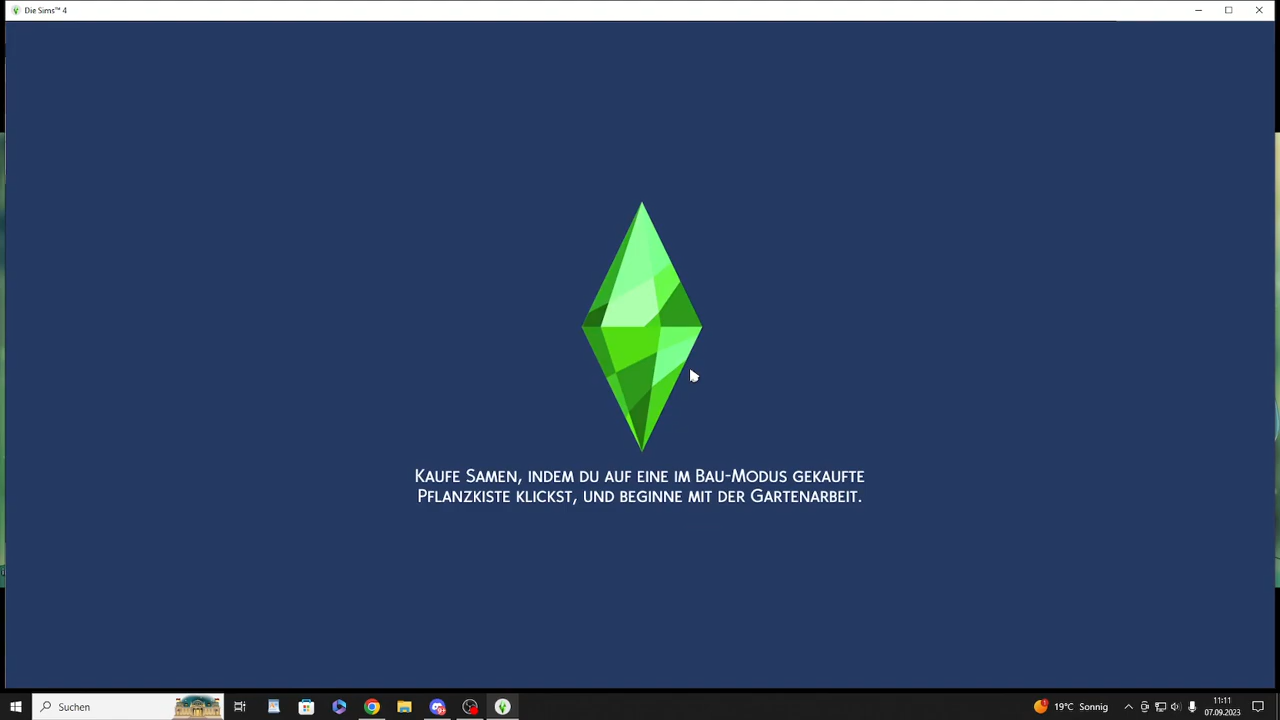 Die Sims™ 4
Kaufe Samen, indem du auf eine im Bau-Modus gekaufte
Pflanzkiste klickst, und beginne mit der Gartenarbeit.
Suchen
19°C Sonnig
11:11
07.09.2023